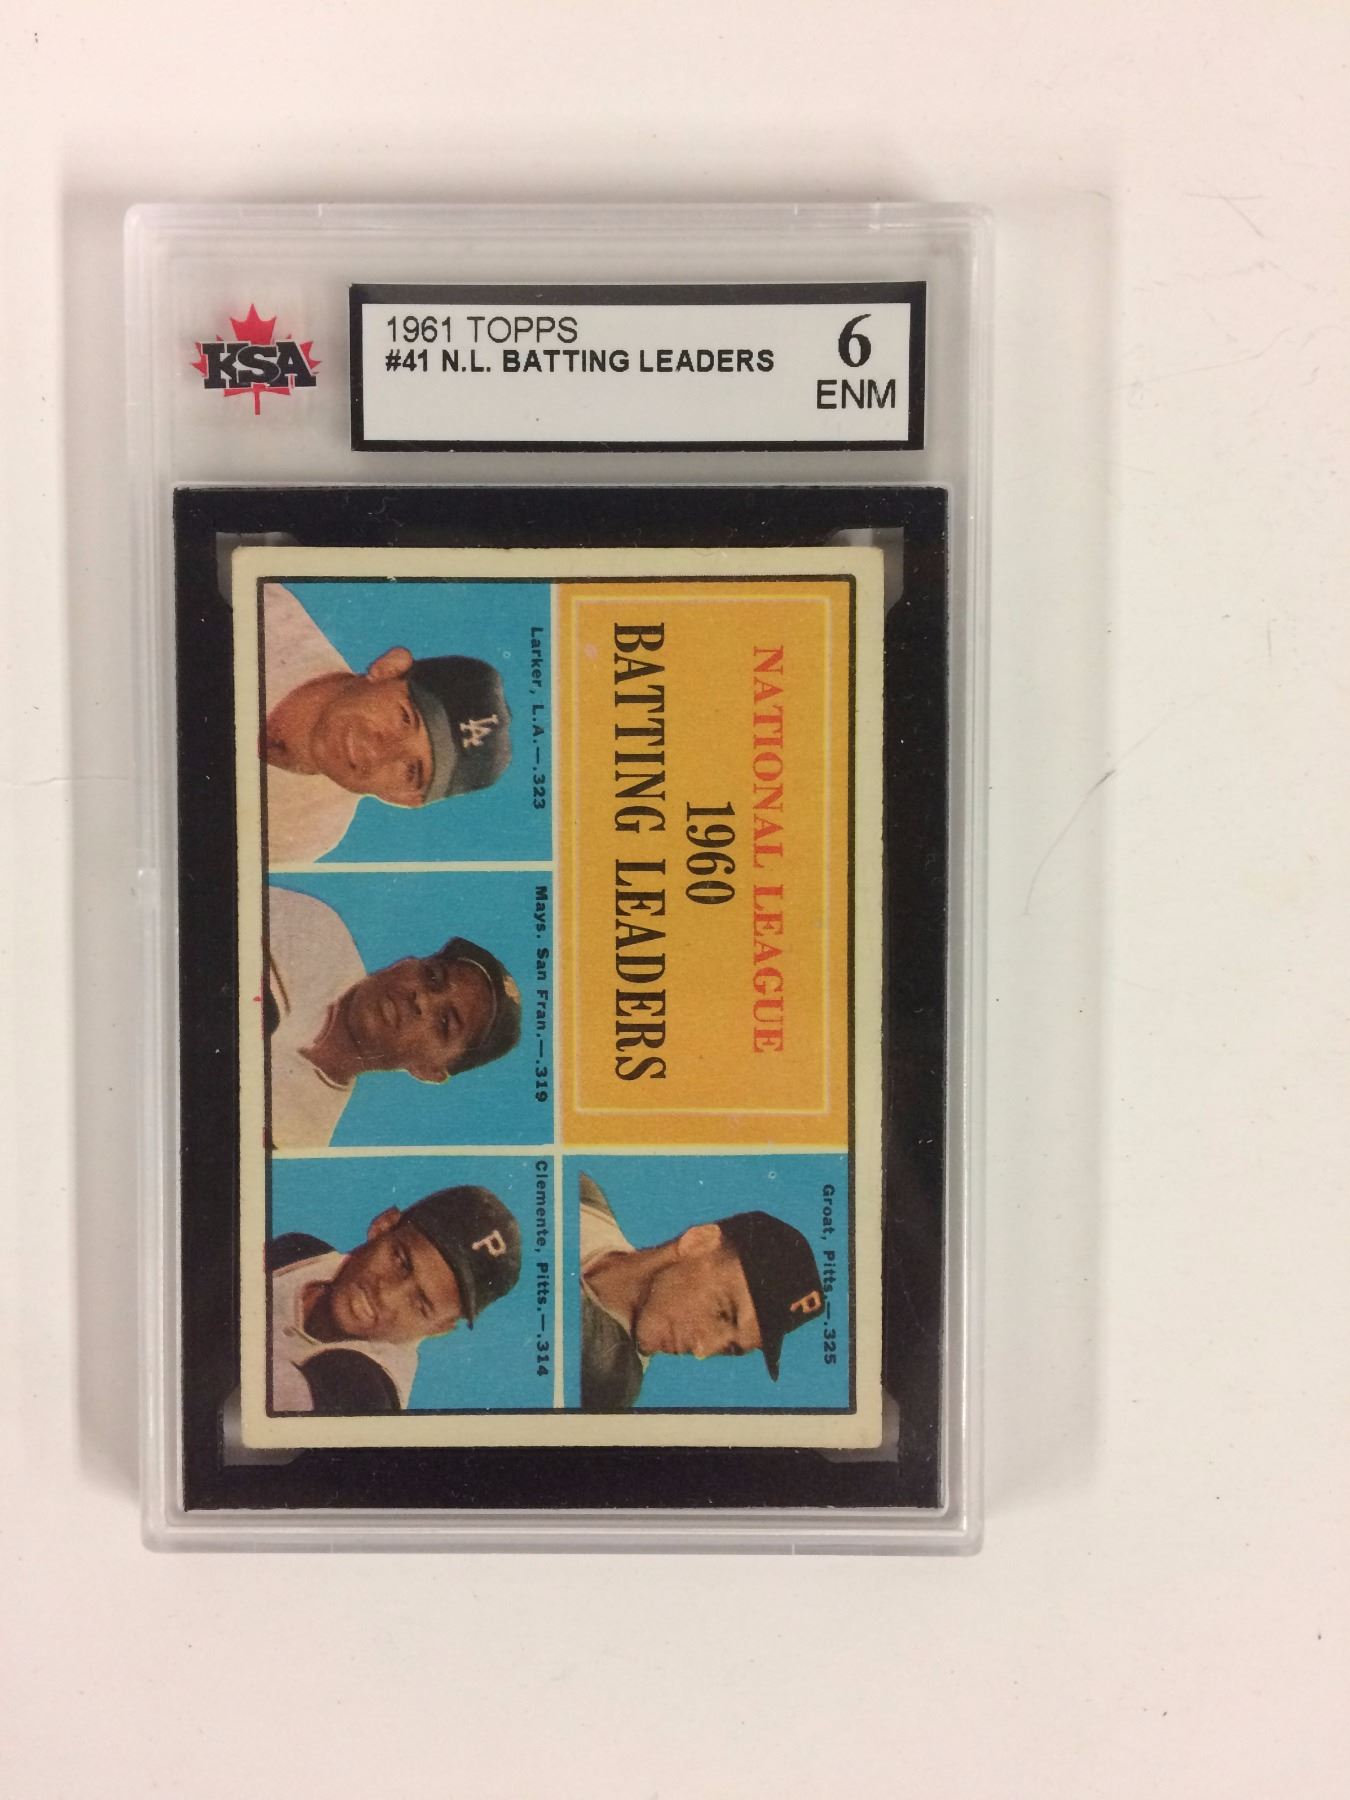 KSA
1961 TOPPS
#41 N.L. BATTING LEADERS
6
ENM
NATIONAL LEAGUE
1960
BATTING LEADERS
Groat, Pitts.—.325
P
Larker, L.A.—.323
LA
Mays. San Fran.—.319
Clemente, Pitts.—.314
P